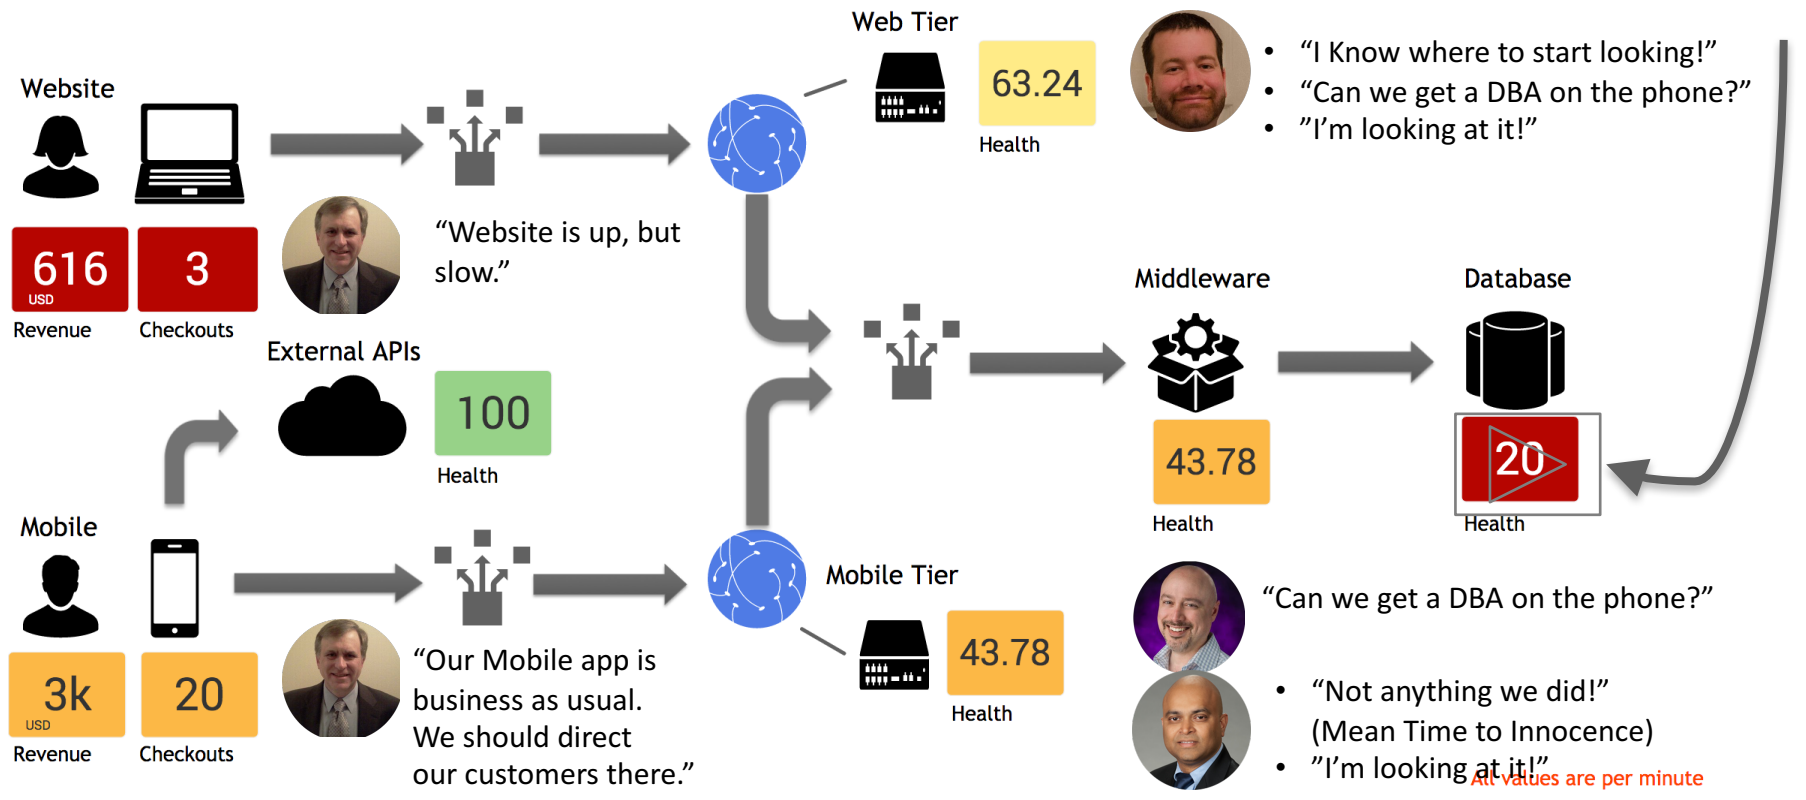 Web Tier
63.24
Health
• “I Know where to start looking!”
• “Can we get a DBA on the phone?”
• ”I’m looking at it!”
Website
616
USD
Revenue
3
Checkouts
“Website is up, but
slow.”
External APIs
100
Health
Middleware
43.78
Health
Database
20
Health
Mobile
3k
USD
Revenue
20
Checkouts
“Our Mobile app is
business as usual.
We should direct
our customers there.”
Mobile Tier
43.78
Health
“Can we get a DBA on the phone?”
• “Not anything we did!”
(Mean Time to Innocence)
• ”I’m looking at it!”
All values are per minute